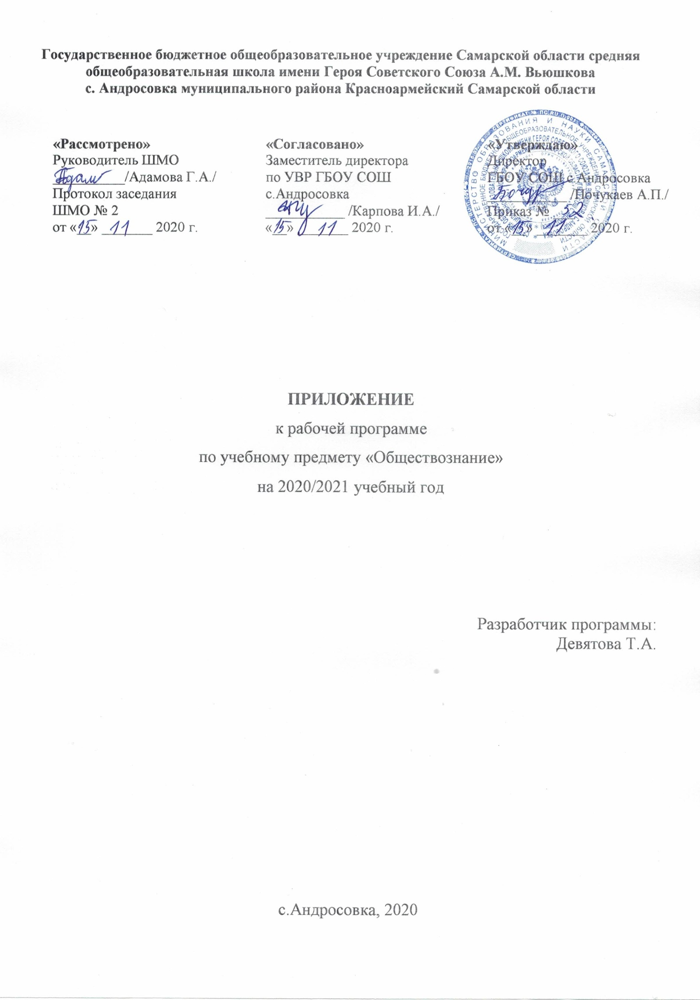 Государственное бюджетное общеобразовательное учреждение Самарской области средняя
общеобразовательная школа имени Героя Советского Союза А.М. Вьюшкова
с. Андросовка муниципального района Красноармейский Самарской области
«Рассмотрено»
Руководитель ШМО
/Адамова Г.А./
Протокол заседания
ШМО № 2
от «15» 11 2020 г.
«Согласовано»
Заместитель директора
по УВР ГБОУ СОШ
с.Андросовка
/Карпова И.А./
«15» 11 2020 г.
«Утверждаю»
Директор
ГБОУ СОШ с Андросовка
/Почукаев А.П./
Приказ № 52
от «15» 11 2020 г.
МИНИСТЕРСТВО ОБРАЗОВАНИЯ И НАУКИ САМАРСКОЙ ОБЛАСТИ
ПРИЛОЖЕНИЕ
к рабочей программе
по учебному предмету «Обществознание»
на 2020/2021 учебный год
Разработчик программы:
Девятова Т.А.
с.Андросовка, 2020